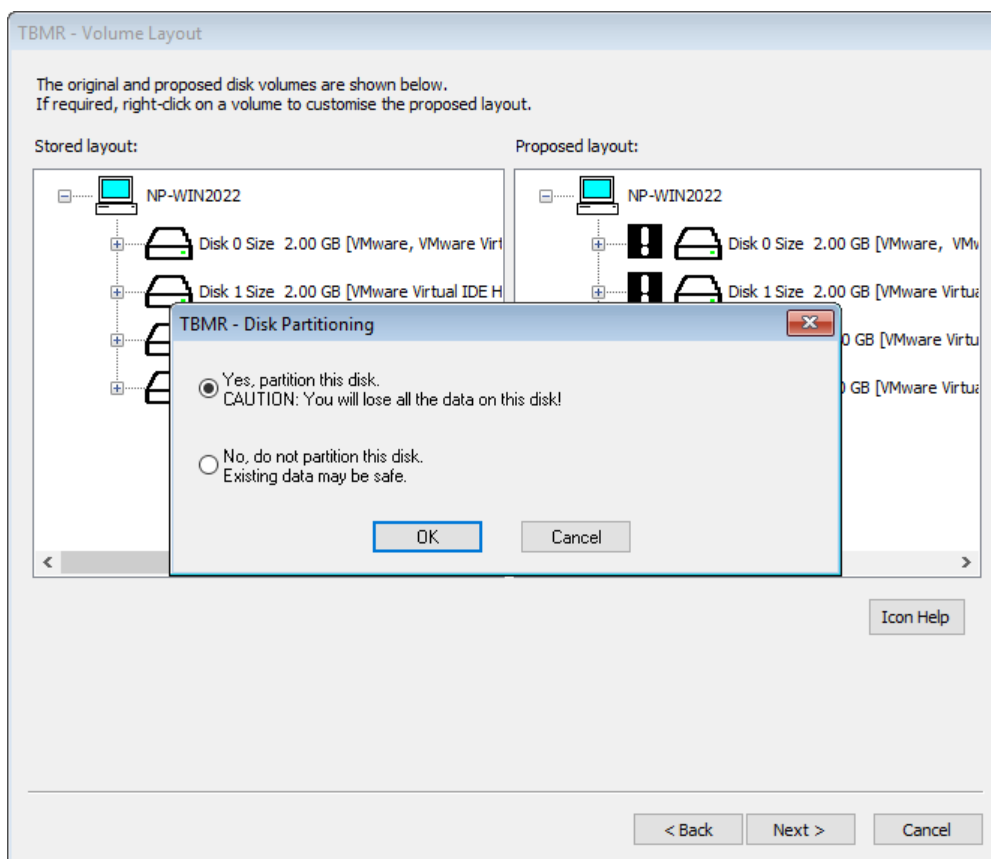 TBMR - Volume Layout
The original and proposed disk volumes are shown below.
If required, right-click on a volume to customise the proposed layout.
Stored layout:
Proposed layout:
NP-WIN2022
NP-WIN2022
Disk 0 Size 2.00 GB [VMware, VMware Virt
Disk 0 Size 2.00 GB [VMware, VMw
Disk 1 Size 2.00 GB [VMware Virtual IDE H
Disk 1 Size 2.00 GB [VMware Virtua
TBMR - Disk Partitioning
0 GB [VMware Virtu
GB [VMware Virtua
Yes, partition this disk.
CAUTION: You will lose all the data on this disk!
No, do not partition this disk.
Existing data may be safe.
OK
Cancel
Icon Help
< Back
Next >
Cancel